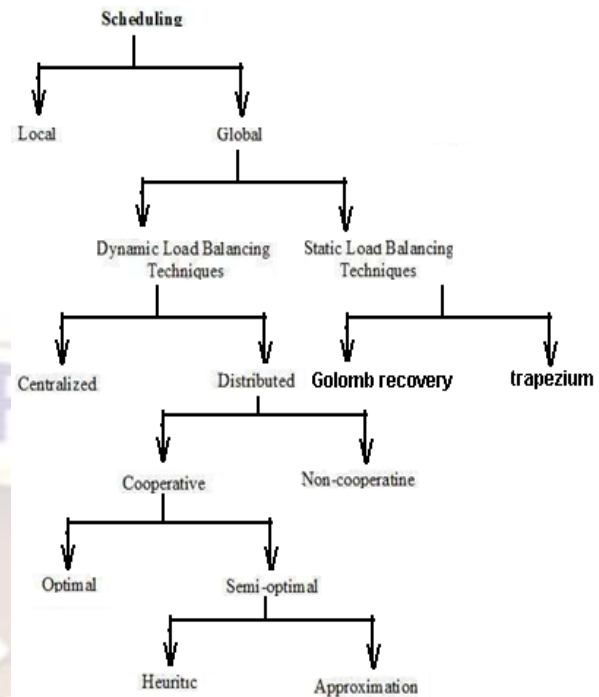 Scheduling
Local
Global
Dynamic Load Balancing
Techniques
Static Load Balancing
Techniques
Centralized
Distributed
Golomb recovery
trapezium
Cooperative
Non-cooperatine
Optimal
Semi-optimal
Heuritic
Approximation